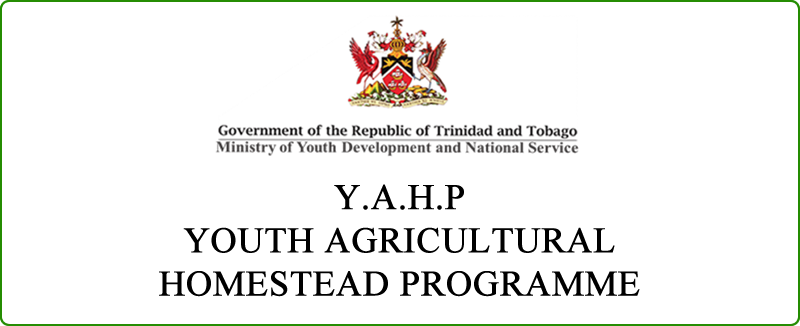 Government of the Republic of Trinidad and Tobago
Ministry of Youth Development and National Service
Y.A.H.P
YOUTH AGRICULTURAL
HOMESTEAD PROGRAMME